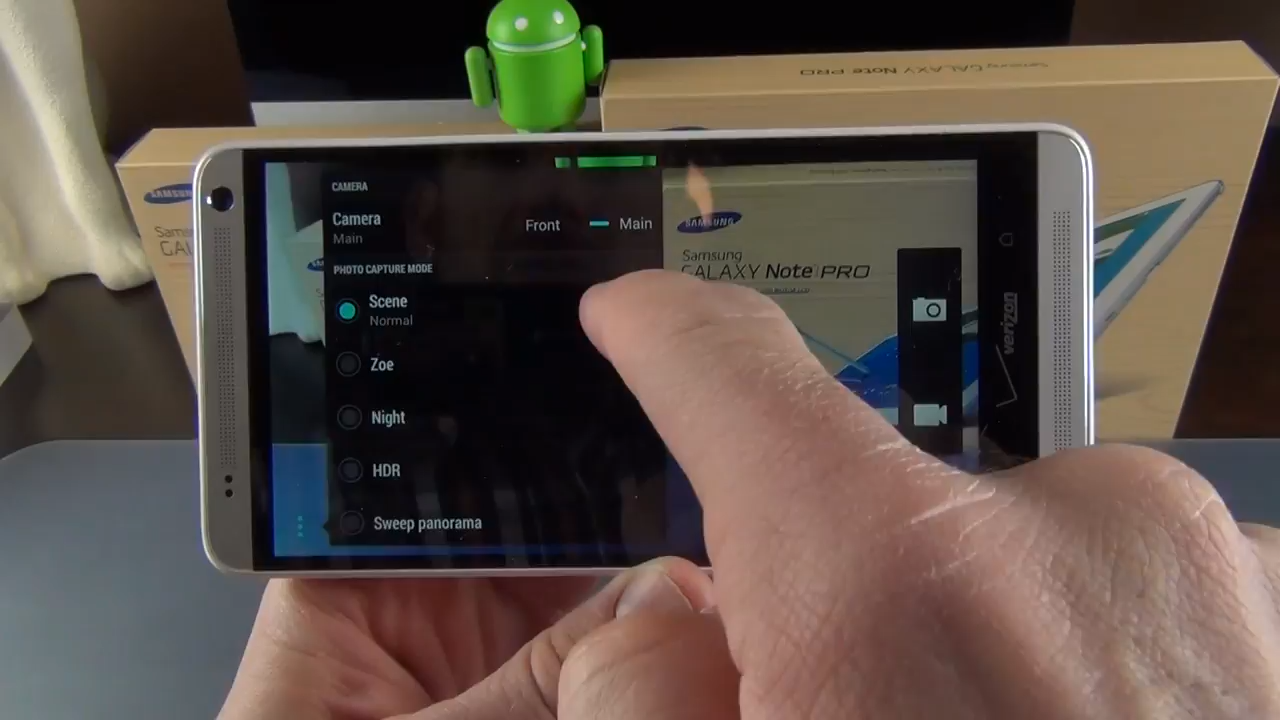 Samsung GALAXY Note PRO
SAMSUNG
CAMERA
Camera
Main
Front
Main
PHOTO CAPTURE MODE
Scene
Normal
Zoe
Night
HDR
Sweep panorama
SAMSUNG
Samsung
GALAXY Note PRO
verizon